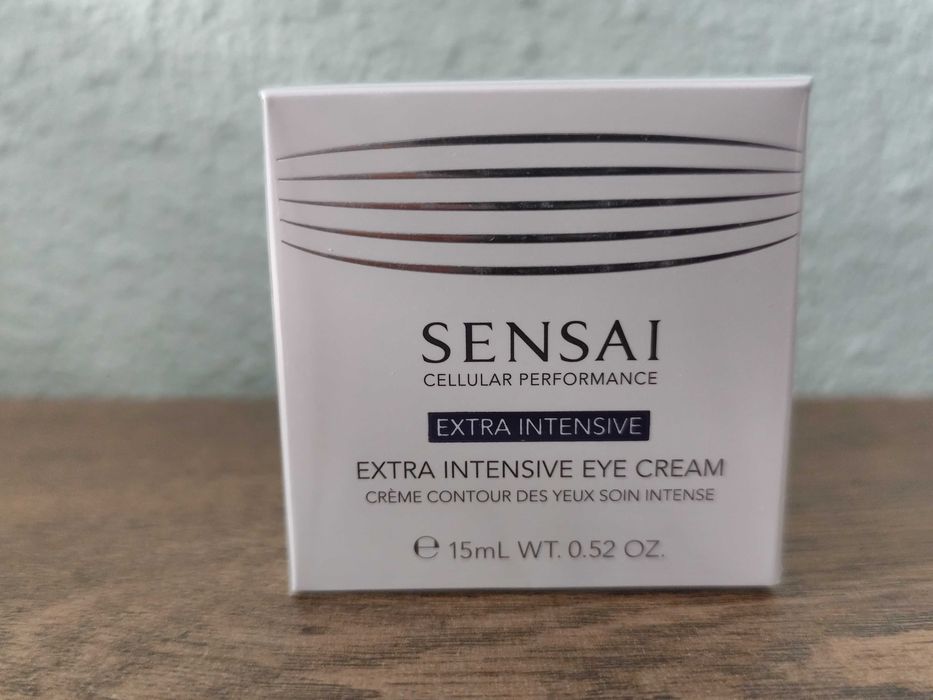 SENSAI
CELLULAR PERFORMANCE
EXTRA INTENSIVE
EXTRA INTENSIVE EYE CREAM
CRÈME CONTOUR DES YEUX SOIN INTENSE
℮ 15mL WT. 0.52 OZ.